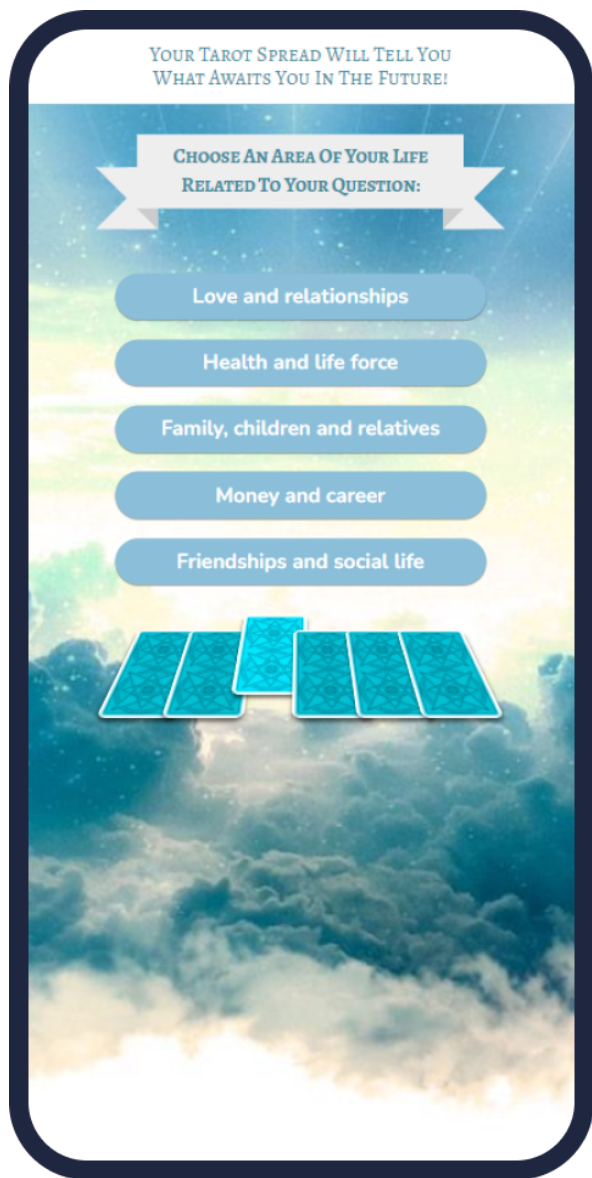 Your Tarot Spread Will Tell You
What Awaits You In The Future!
Choose An Area Of Your Life
Related To Your Question:
Love and relationships
Health and life force
Family, children and relatives
Money and career
Friendships and social life